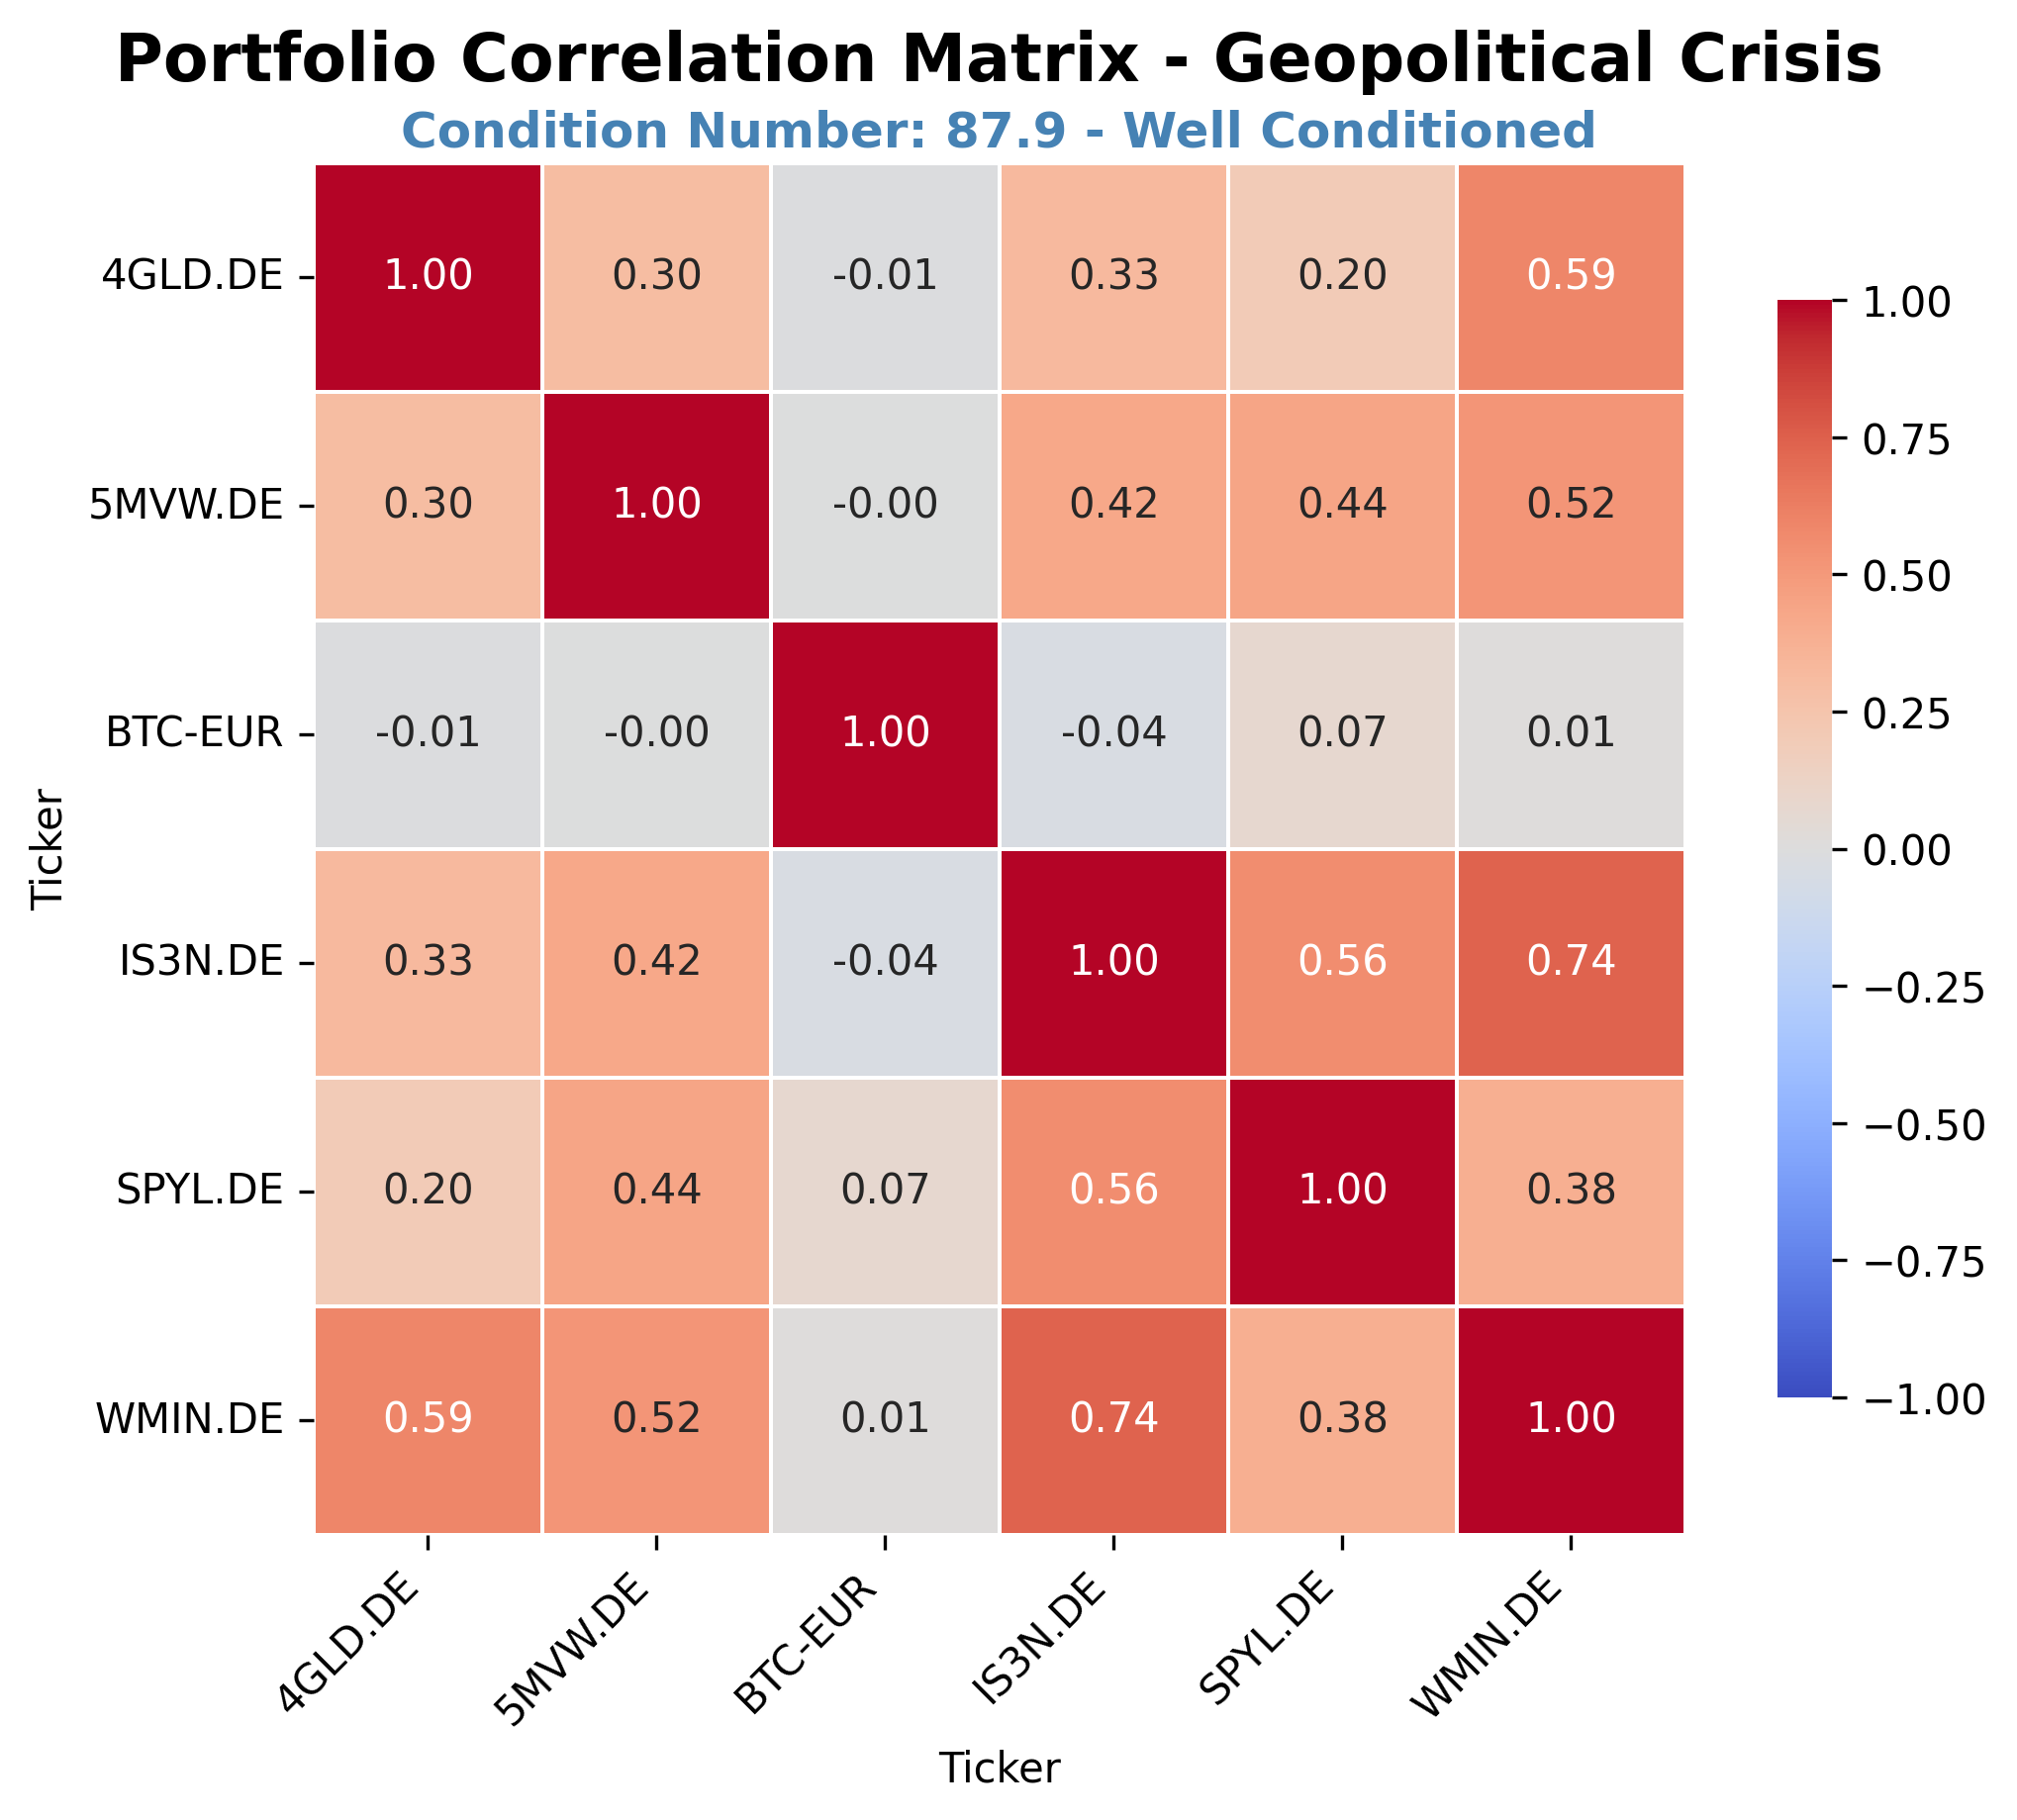 Portfolio Correlation Matrix - Geopolitical Crisis
Condition Number: 87.9 - Well Conditioned
4GLD.DE 1.00 0.30 -0.01 0.33 0.20 0.59
5MVW.DE 0.30 1.00 -0.00 0.42 0.44 0.52
BTC-EUR -0.01 -0.00 1.00 -0.04 0.07 0.01
IS3N.DE 0.33 0.42 -0.04 1.00 0.56 0.74
SPYL.DE 0.20 0.44 0.07 0.56 1.00 0.38
WMIN.DE 0.59 0.52 0.01 0.74 0.38 1.00
Ticker
4GLD.DE 5MVW.DE BTC-EUR IS3N.DE SPYL.DE WMIN.DE
Ticker
1.00
0.75
0.50
0.25
0.00
−0.25
−0.50
−0.75
−1.00